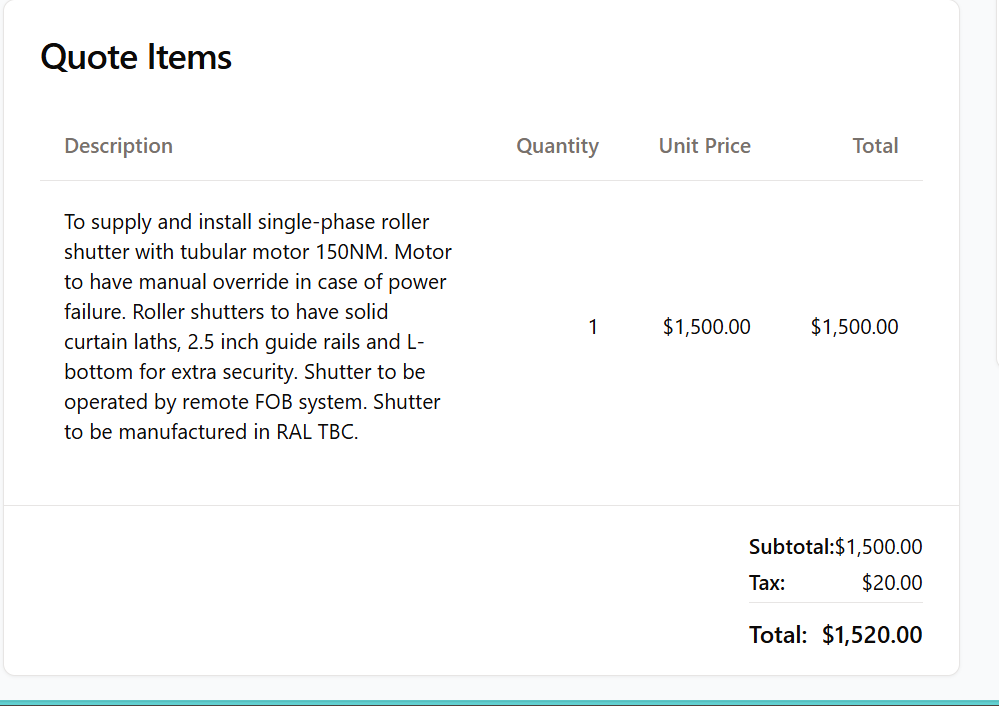 Quote Items
Description Quantity Unit Price Total
To supply and install single-phase roller
shutter with tubular motor 150NM. Motor
to have manual override in case of power
failure. Roller shutters to have solid
curtain laths, 2.5 inch guide rails and L-
bottom for extra security. Shutter to be
operated by remote FOB system. Shutter
to be manufactured in RAL TBC.
1 $1,500.00 $1,500.00
Subtotal:$1,500.00
Tax: $20.00
Total: $1,520.00